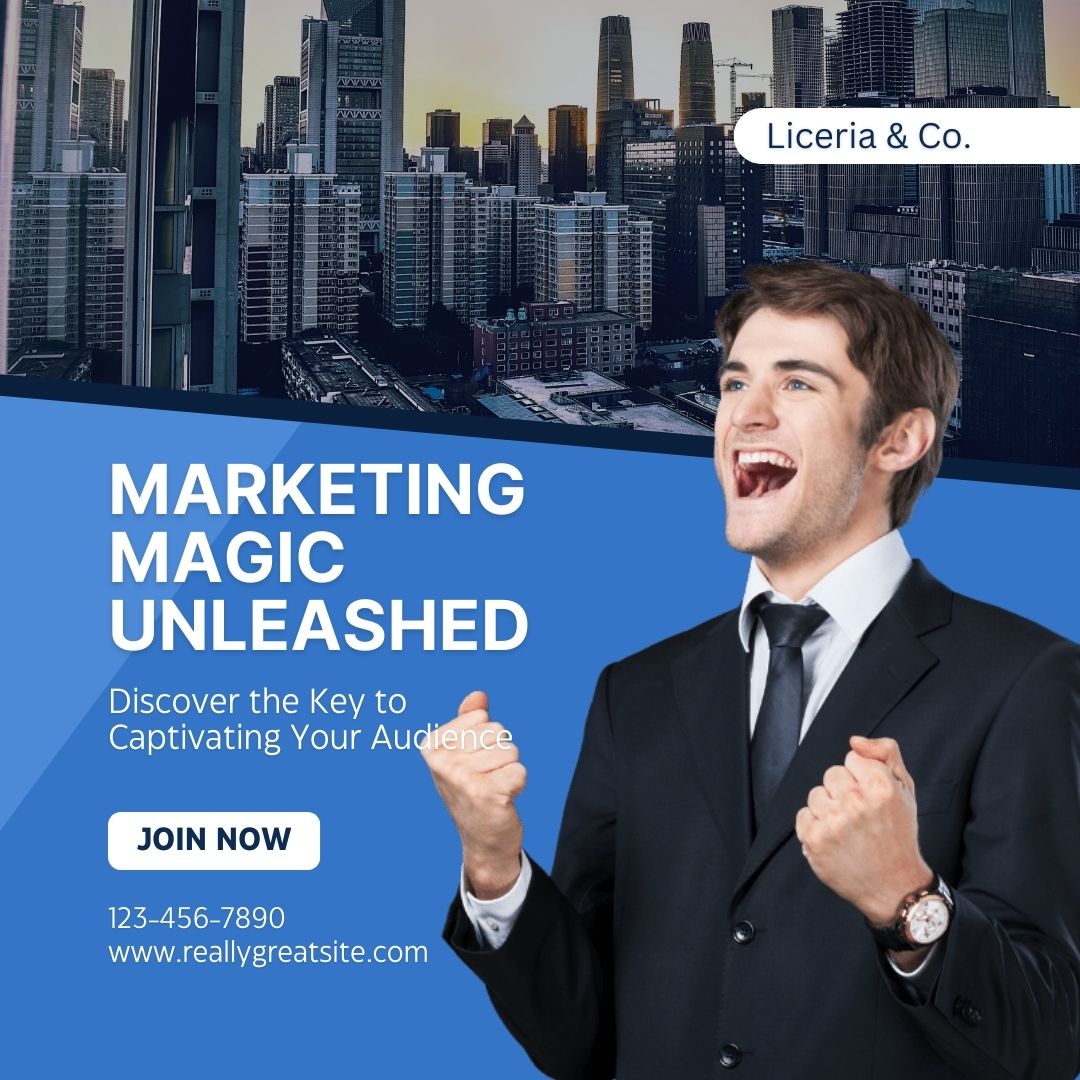 Liceria & Co.
MARKETING
MAGIC
UNLEASHED
Discover the Key to
Captivating Your Audience
JOIN NOW
123-456-7890
www.reallygreatsite.com